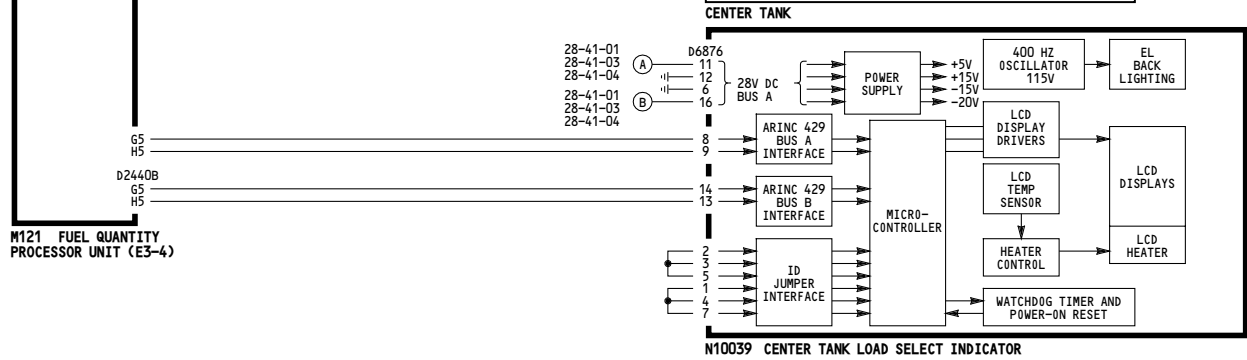 CENTER TANK
28-41-01
28-41-03
28-41-04
A
28-41-01
28-41-03
28-41-04
B
D6876
11
12
6
16
28V DC
BUS A
POWER
SUPPLY
+5V
+15V
-15V
-20V
400 HZ
OSCILLATOR
115V
EL
BACK
LIGHTING
G5
H5
D2440B
G5
H5
M121 FUEL QUANTITY
PROCESSOR UNIT (E3-4)
8
9
ARINC 429
BUS A
INTERFACE
14
13
ARINC 429
BUS B
INTERFACE
2
3
5
1
4
7
ID
JUMPER
INTERFACE
MICRO-
CONTROLLER
LCD
DISPLAY
DRIVERS
LCD
TEMP
SENSOR
HEATER
CONTROL
LCD
DISPLAYS
LCD
HEATER
WATCHDOG TIMER AND
POWER-ON RESET
N10039 CENTER TANK LOAD SELECT INDICATOR